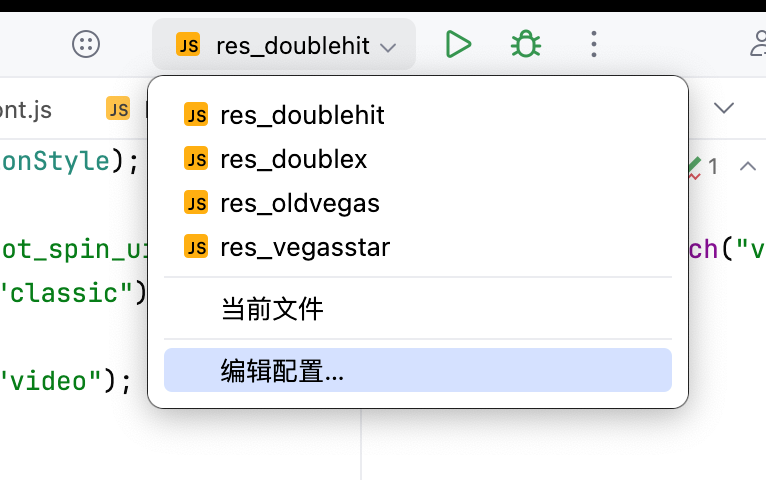 JS res_doublehit
ont.js JS
JS res_doublehit
onStyle);
JS res_doublex
1
JS res_oldvegas
JS res_vegasstar
ot_spin_u
ch("v
"classic")
当前文件
编辑配置...
"video");